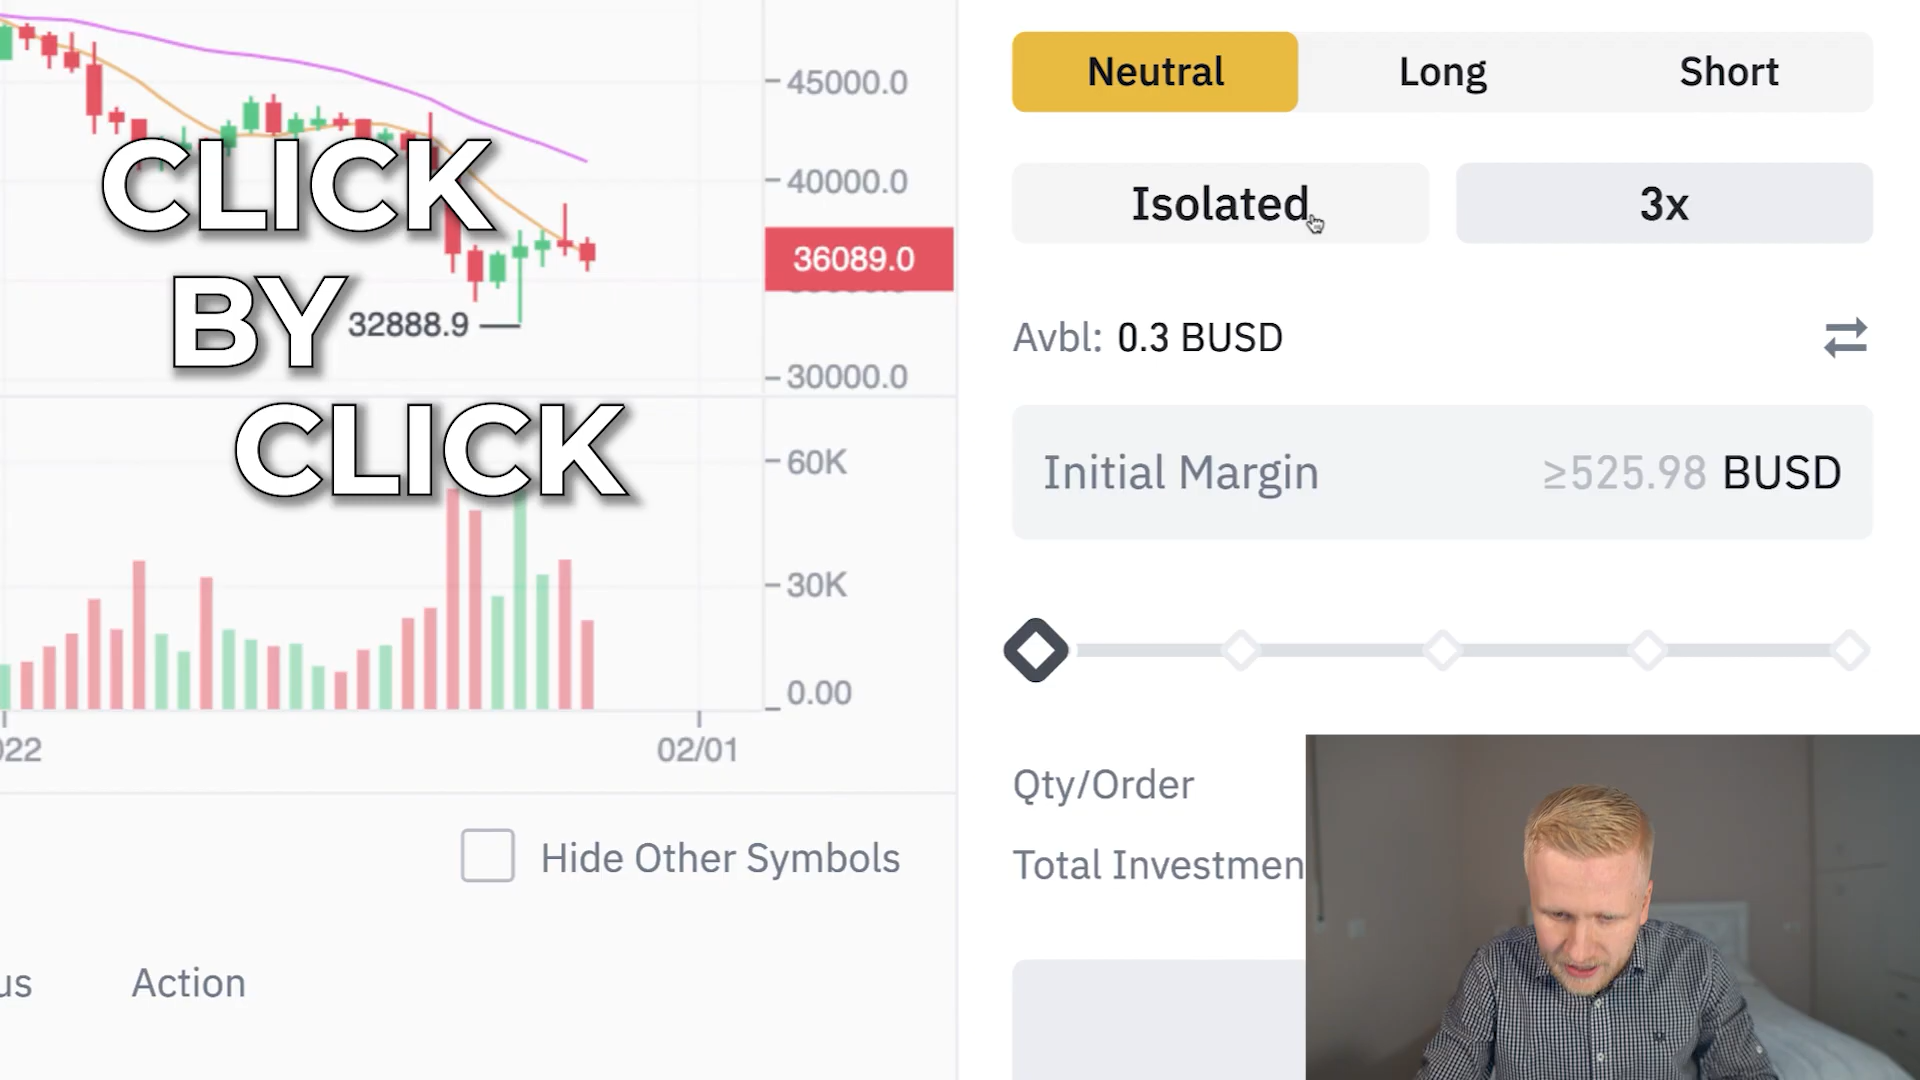 Neutral Long Short
45000.0
CLICK
40000.0
Isolated 3x
36089.0
BY
32888.9
Avbl: 0.3 BUSD
30000.0
CLICK
60K
Initial Margin ≥525.98 BUSD
30K
0.00
022 02/01
Qty/Order
Hide Other Symbols
Total Investmen
us Action